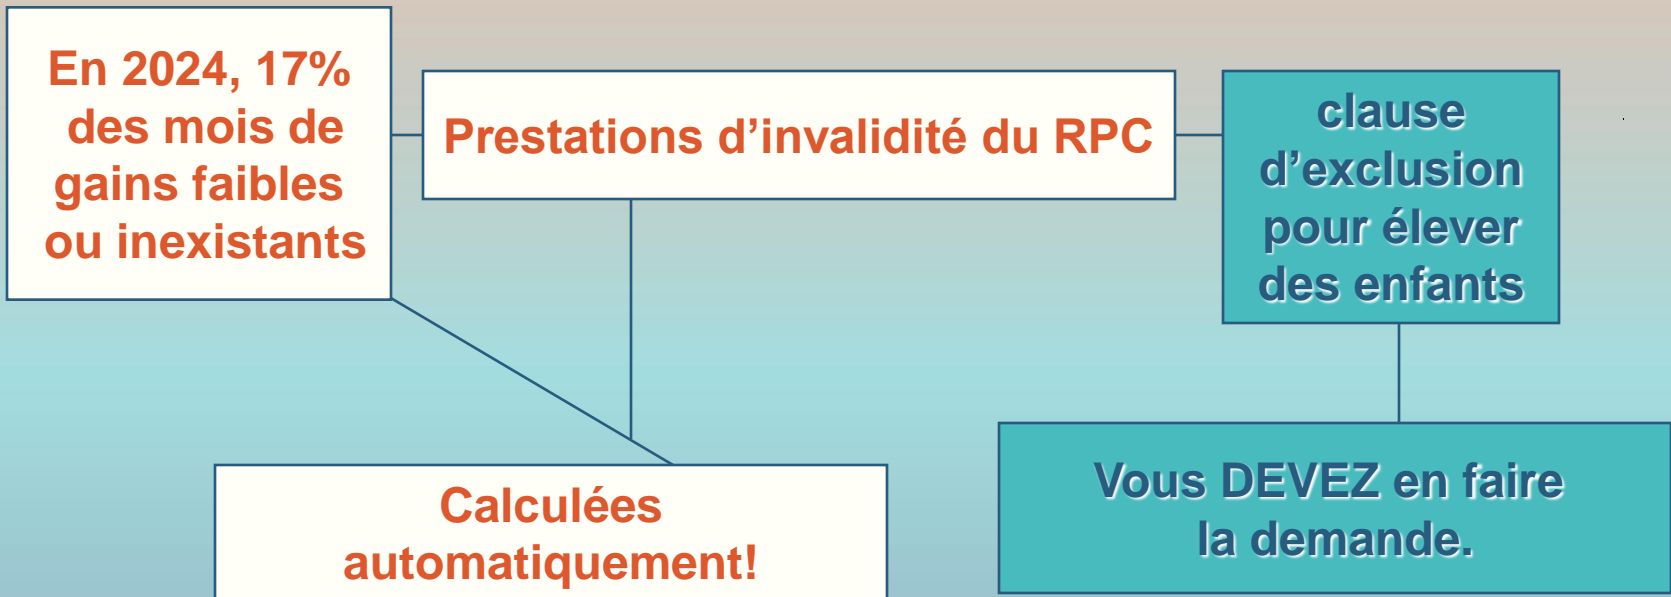 En 2024, 17%
des mois de
gains faibles
ou inexistants
Prestations d’invalidité du RPC
clause
d’exclusion
pour élever
des enfants
Calculées
automatiquement!
Vous DEVEZ en faire
la demande.